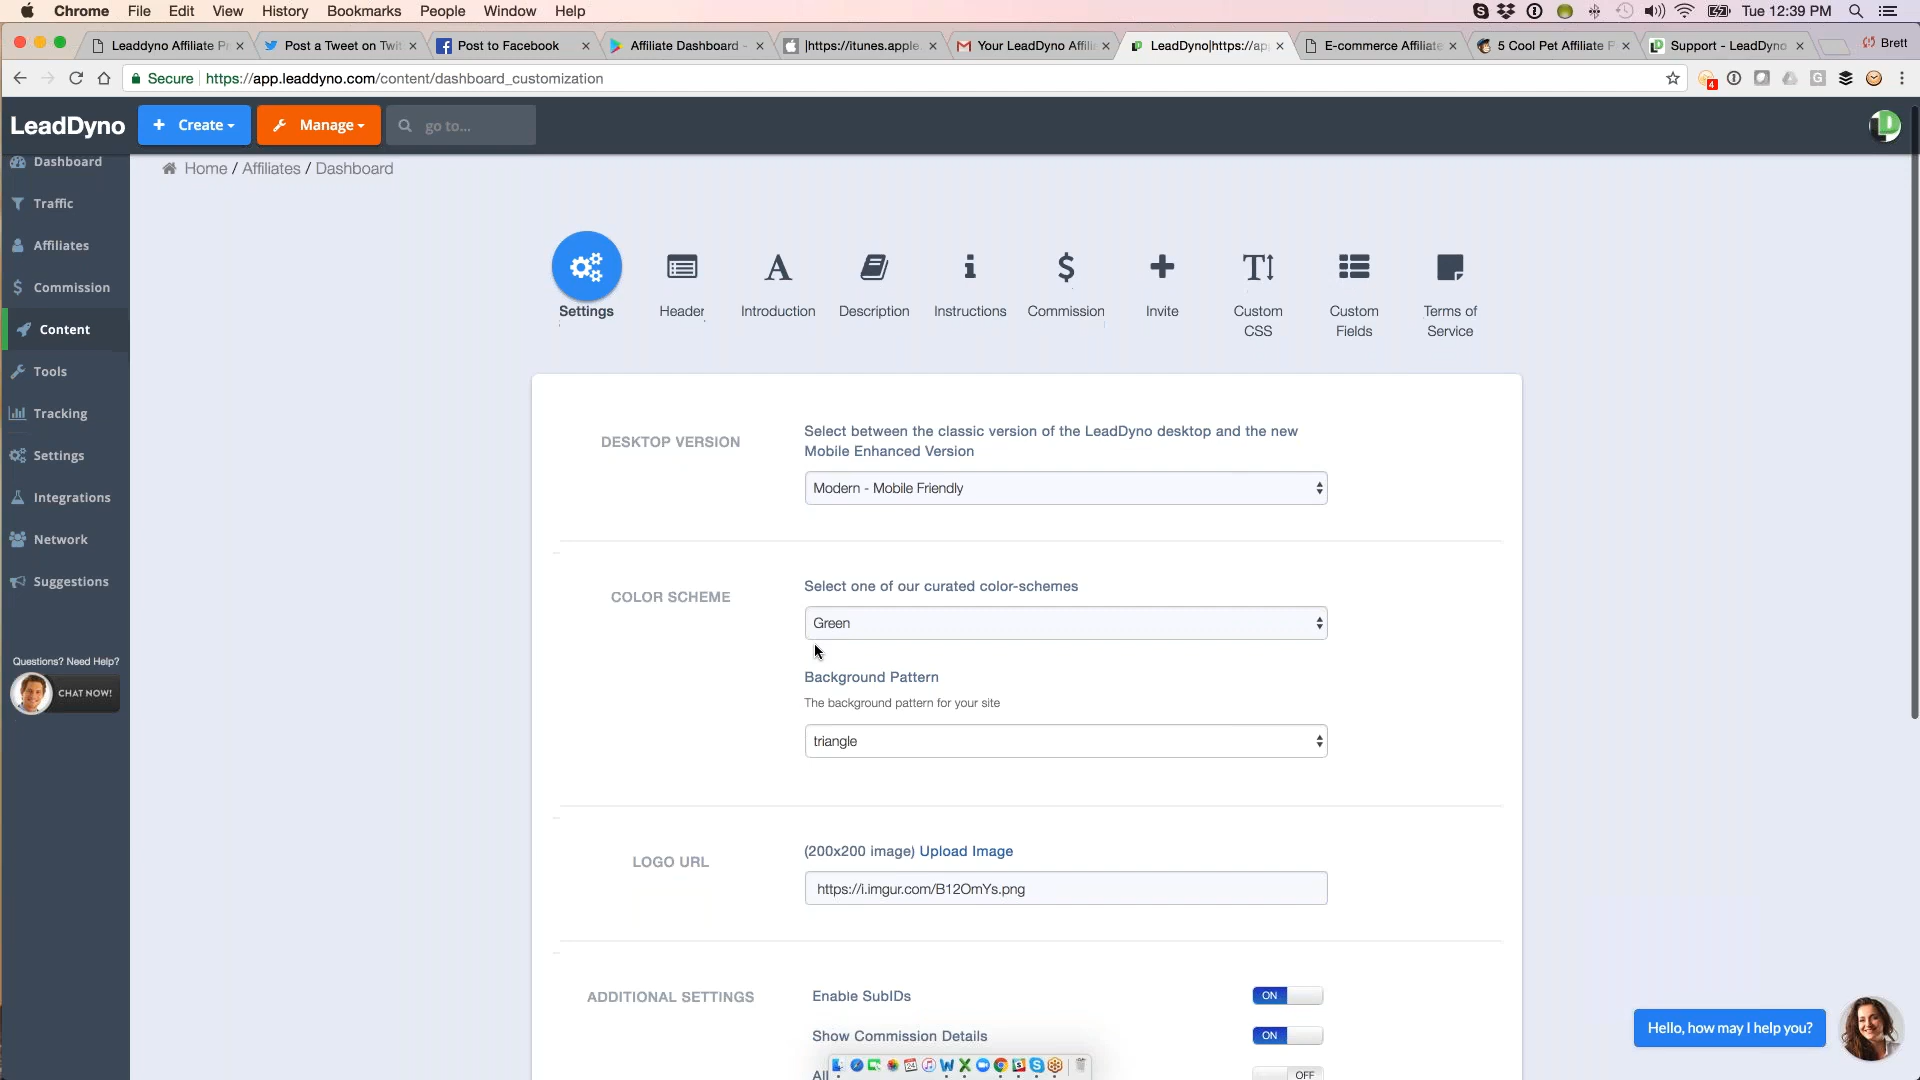 Chrome File Edit View History Bookmarks People Window Help Tue 12:39 PM
Leaddyno Affiliate Pr Post a Tweet on Twit Post to Facebook Affiliate Dashboard - |https://itunes.apple. Your LeadDyno Affili LeadDyno|https://ap E-commerce Affiliate 5 Cool Pet Affiliate P Support - LeadDyno Brett
Secure https://app.leaddyno.com/content/dashboard_customization 4
LeadDyno + Create Manage go to...
Home / Affiliates / Dashboard
Dashboard
Traffic
Affiliates
Commission
Content
Tools
Tracking
Settings
Integrations
Network
Suggestions
Questions? Need Help?
CHAT NOW!
Settings Header Introduction Description Instructions Commission Invite Custom CSS Custom Fields Terms of Service
DESKTOP VERSION
Select between the classic version of the LeadDyno desktop and the new
Mobile Enhanced Version
Modern - Mobile Friendly
COLOR SCHEME
Select one of our curated color-schemes
Green
Background Pattern
The background pattern for your site
triangle
LOGO URL
(200x200 image) Upload Image
https://i.imgur.com/B12OmYs.png
ADDITIONAL SETTINGS
Enable SubIDs ON
Show Commission Details ON
All OFF
Hello, how may I help you?